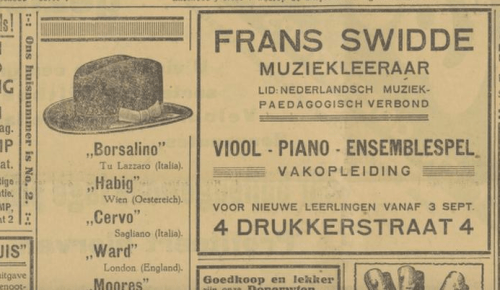 Ons huisnummer is No. 2.
„Borsalino”
Tu Lazzaro (Italia).
„Habig”
Wien (Oestereich).
„Cervo”
Sagliano (Italia).
„Ward”
London (England).
„Moores”
FRANS SWIDDE
MUZIEKLEERAAR
LID: NEDERLANDSCH MUZIEK-
PAEDAGOGISCH VERBOND
VIOOL - PIANO - ENSEMBLESPEL
VAKOPLEIDING
VOOR NIEUWE LEERLINGEN VANAF 3 SEPT.
4 DRUKKERSTRAAT 4
Goedkoop en lekker